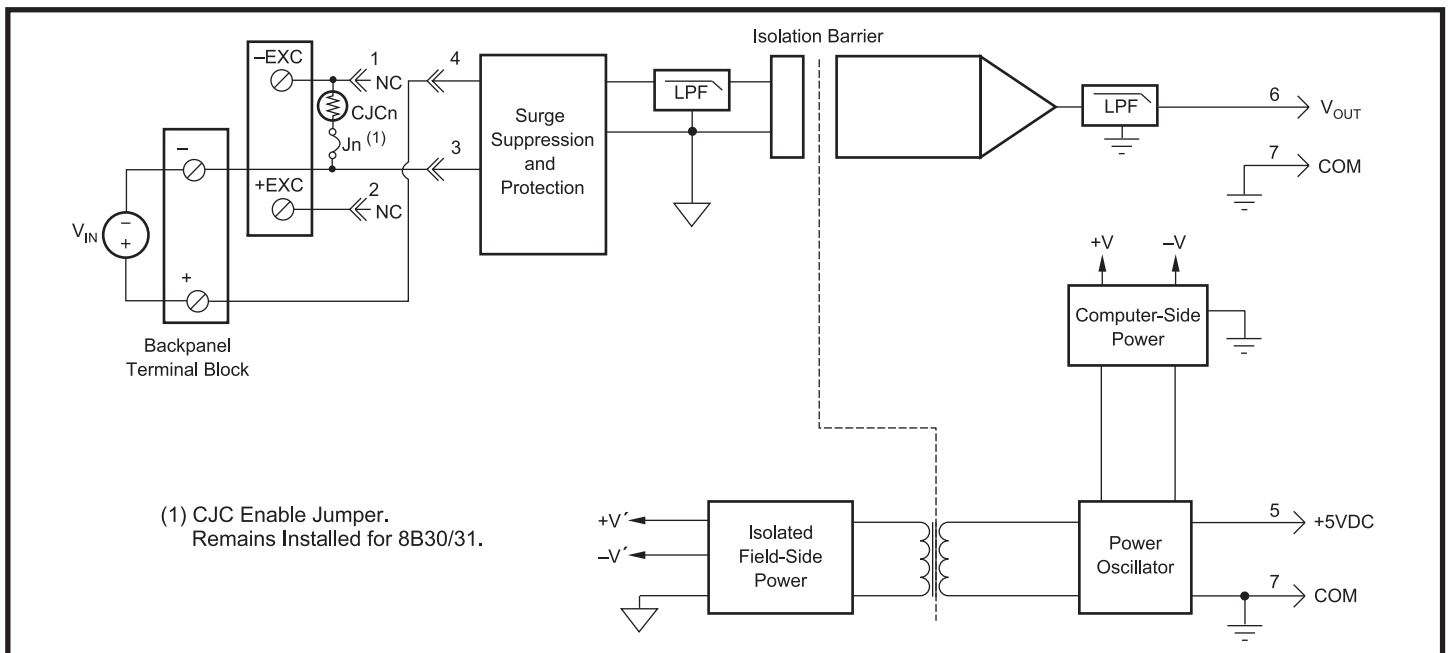 Isolation Barrier
–EXC
1
NC
4
CJCn
Jn (1)
Surge
Suppression
and
Protection
LPF
LPF
6
VOUT
–
3
7
COM
+EXC
2
NC
VIN
–
+
+
Backpanel
Terminal Block
+V
–V
Computer-Side
Power
(1) CJC Enable Jumper.
Remains Installed for 8B30/31.
+V´
–V´
Isolated
Field-Side
Power
Power
Oscillator
5
+5VDC
7
COM